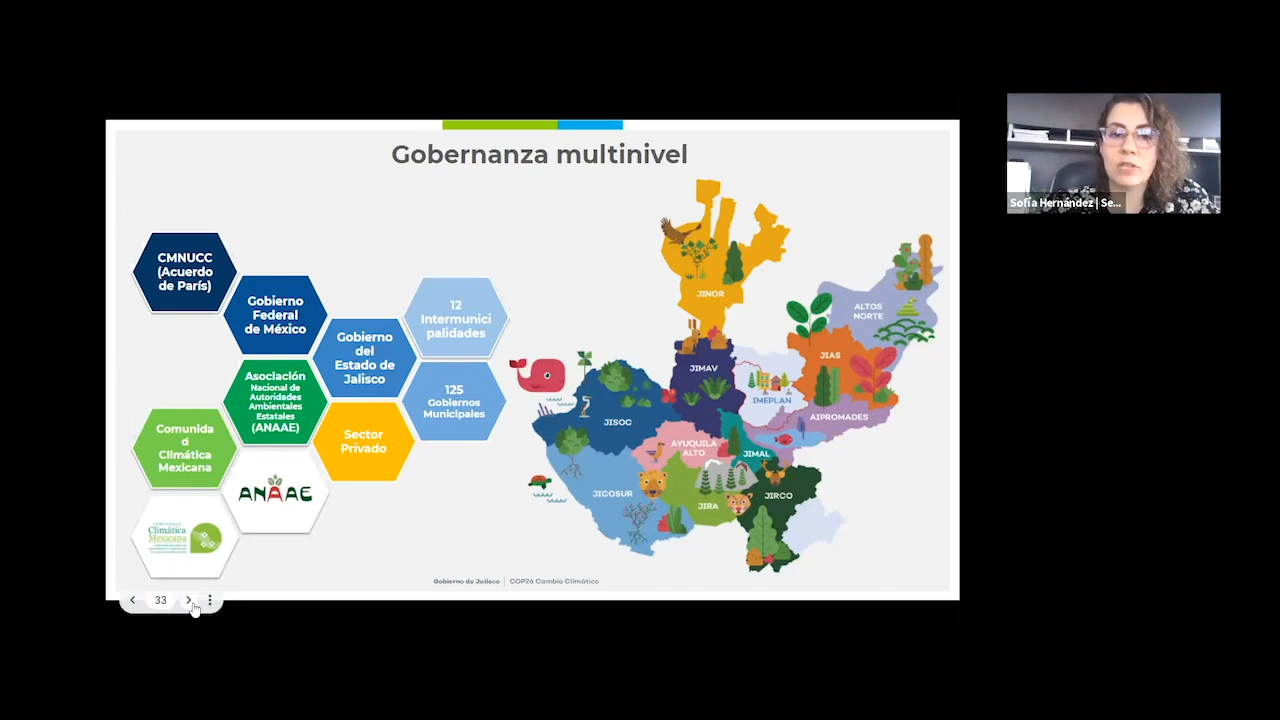 Gobernanza multinivel
CMNUCC
(Acuerdo
de París)
Gobierno
Federal
de México
Gobierno
del
Estado de
Jalisco
12
Intermunici
palidades
Asociación
Nacional de
Autoridades
Ambientales
Estatales
(ANAAE)
125
Gobiernos
Municipales
Comunida
d
Climática
Mexicana
Sector
Privado
ANAAE
Climática
Mexicana
JINOR
ALTOS
NORTE
JIAS
JIMAV
IMEPLAN
AIPROMADES
JISOC
AYUQUILA
ALTO
JIMAL
JICOSUR
JIRA
JIRCO
Gobierno de Jalisco | COP26 Cambio Climático
33
Sofía Hernández | Se...